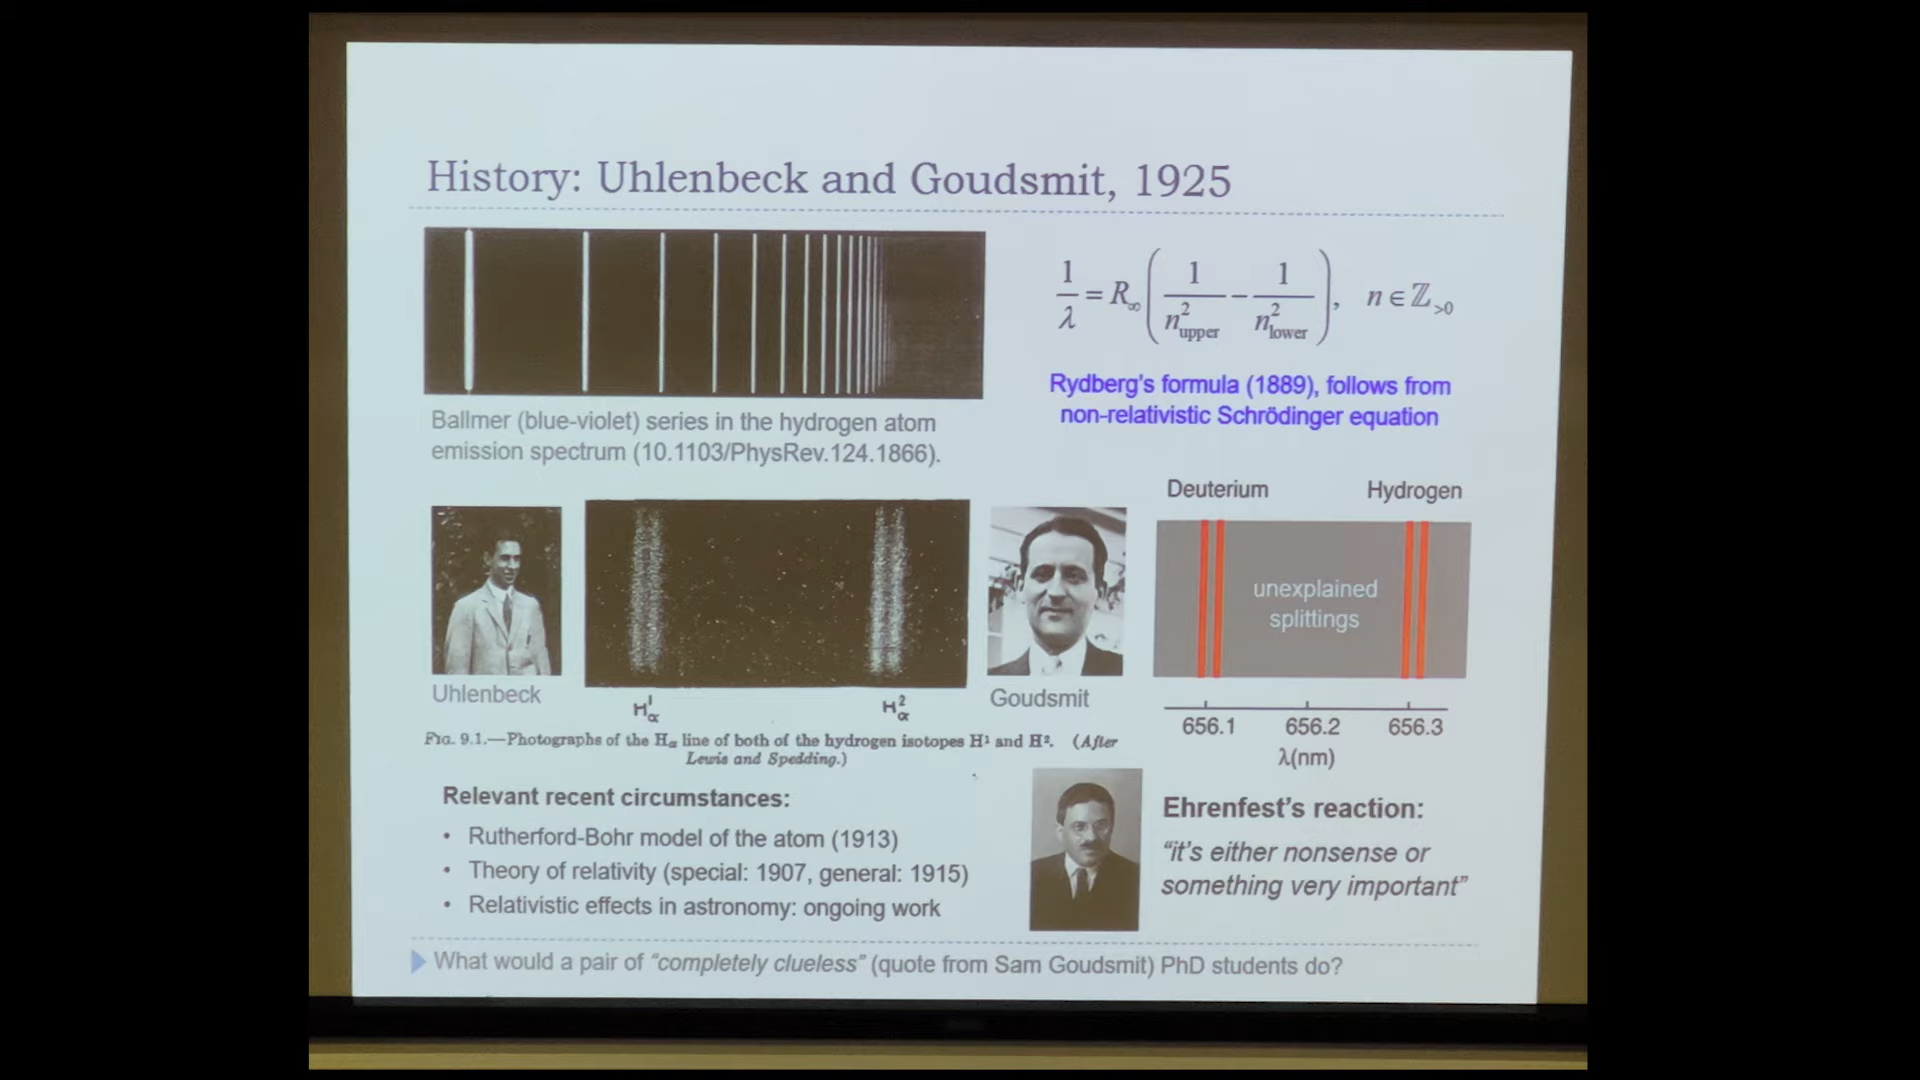 History: Uhlenbeck and Goudsmit, 1925
1/λ = R∞ ( 1/n²upper − 1/n²lower ), n ∈ ℤ>0
Rydberg's formula (1889), follows from
non-relativistic Schrödinger equation
Ballmer (blue-violet) series in the hydrogen atom
emission spectrum (10.1103/PhysRev.124.1866).
Deuterium
Hydrogen
unexplained
splittings
Uhlenbeck
H¹α
H²α
Goudsmit
656.1 656.2 656.3
λ(nm)
FIG. 9.1.—Photographs of the Hα line of both of the hydrogen isotopes H¹ and H². (After
Lewis and Spedding.)
Relevant recent circumstances:
• Rutherford-Bohr model of the atom (1913)
• Theory of relativity (special: 1907, general: 1915)
• Relativistic effects in astronomy: ongoing work
Ehrenfest's reaction:
“it's either nonsense or
something very important”
What would a pair of “completely clueless” (quote from Sam Goudsmit) PhD students do?